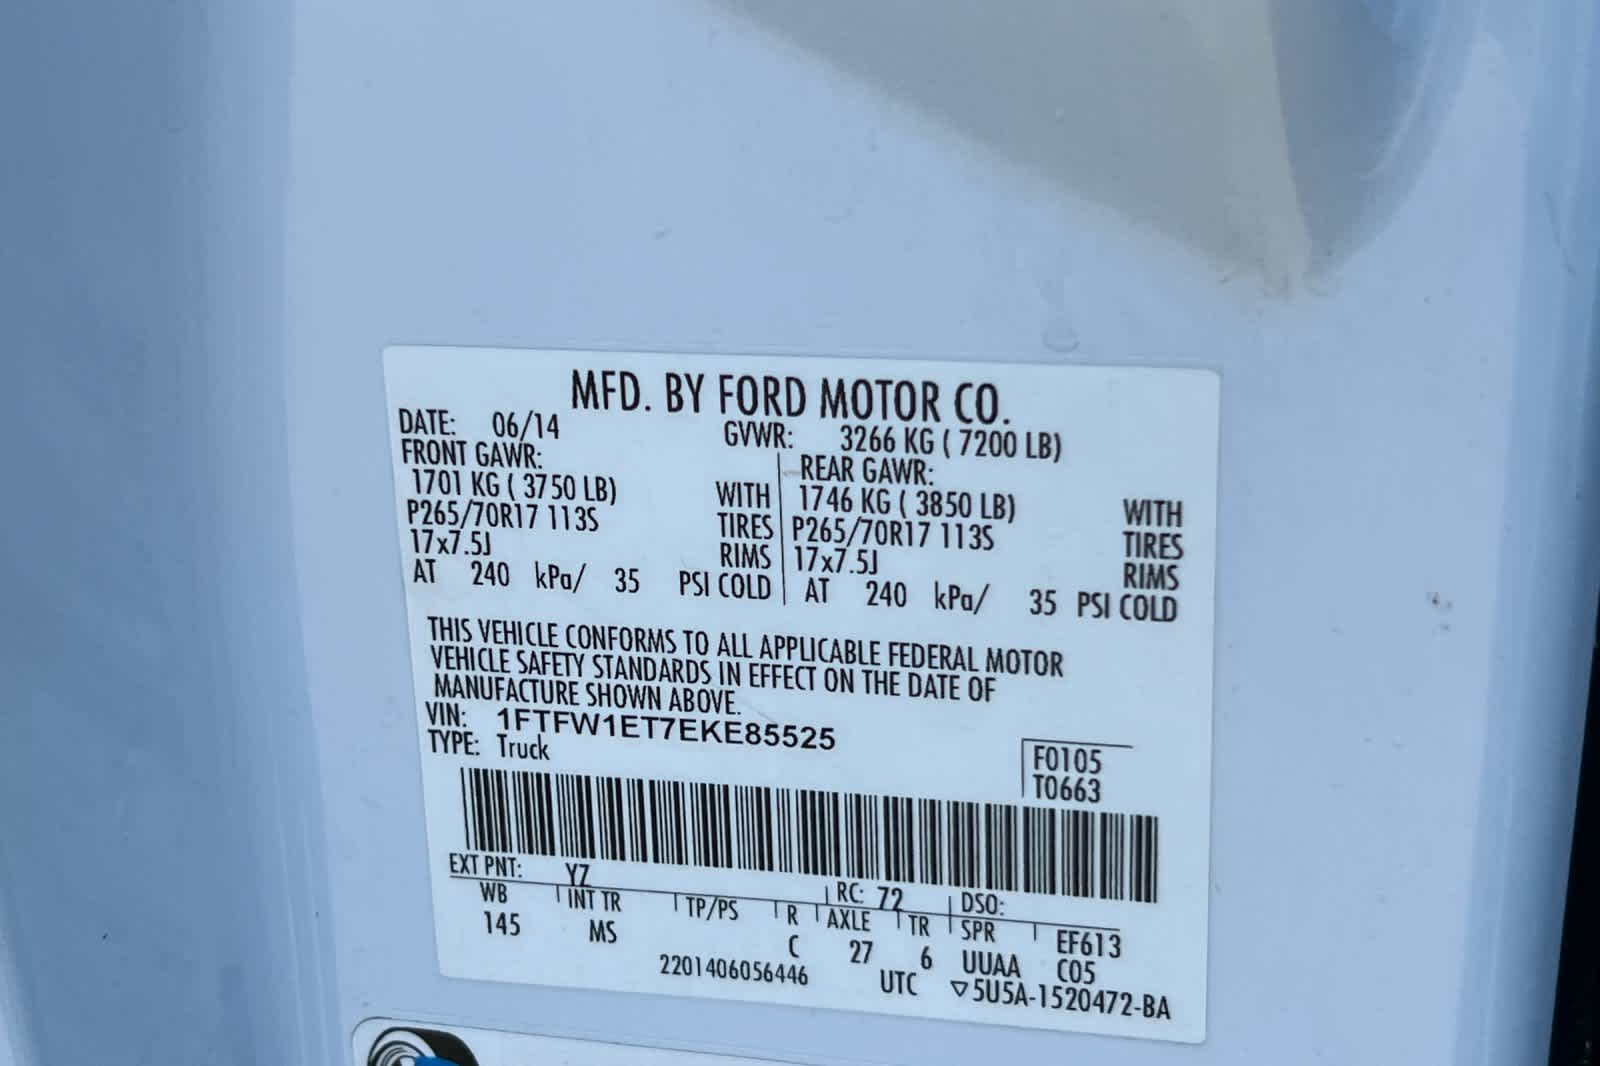 MFD. BY FORD MOTOR CO.
DATE: 06/14 GVWR: 3266 KG ( 7200 LB)
FRONT GAWR: REAR GAWR:
1701 KG ( 3750 LB) WITH 1746 KG ( 3850 LB) WITH
P265/70R17 113S TIRES P265/70R17 113S TIRES
17x7.5J RIMS 17x7.5J RIMS
AT 240 kPa/ 35 PSI COLD AT 240 kPa/ 35 PSI COLD
THIS VEHICLE CONFORMS TO ALL APPLICABLE FEDERAL MOTOR
VEHICLE SAFETY STANDARDS IN EFFECT ON THE DATE OF
MANUFACTURE SHOWN ABOVE.
VIN: 1FTFW1ET7EKE85525
TYPE: Truck
F0105
T0663
EXT PNT: YZ RC: 72 DSO:
WB INT TR TP/PS R AXLE TR SPR EF613
145 MS C 27 6 UUAA C05
2201406056446 UTC ▽5U5A-1520472-BA